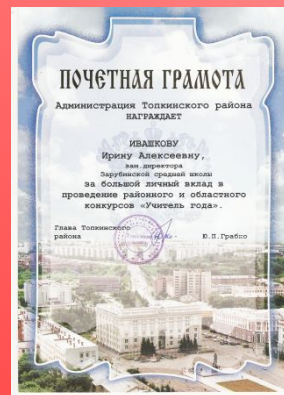 ПОЧЕТНАЯ ГРАМОТА
Администрация Топкинского района
НАГРАЖДАЕТ
ИВАШКОВУ
Ирину Алексеевну,
зам.директора
Зарубинской средней школы
за большой личный вклад в
проведение районного и областного
конкурсов «Учитель года».
Глава Топкинского
района
Ю.П.Грабко